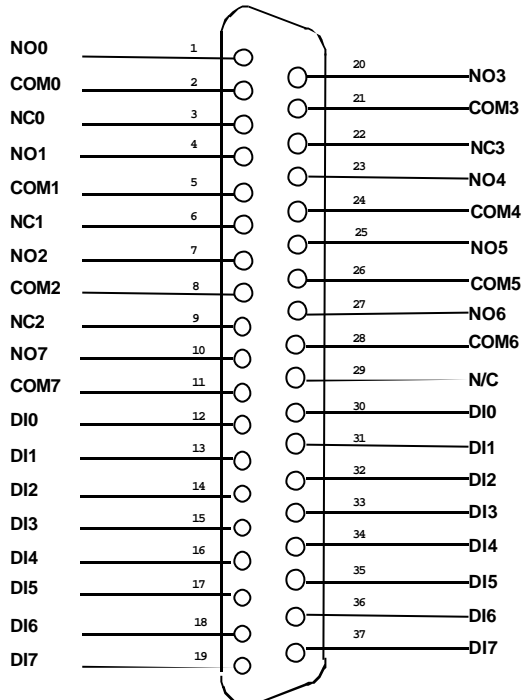 NO0 1
COM0 2
NC0 3
NO1 4
COM1 5
NC1 6
NO2 7
COM2 8
NC2 9
NO7 10
COM7 11
DI0 12
DI1 13
DI2 14
DI3 15
DI4 16
DI5 17
DI6 18
DI7 19
20 NO3
21 COM3
22 NC3
23 NO4
24 COM4
25 NO5
26 COM5
27 NO6
28 COM6
29 N/C
30 DI0
31 DI1
32 DI2
33 DI3
34 DI4
35 DI5
36 DI6
37 DI7